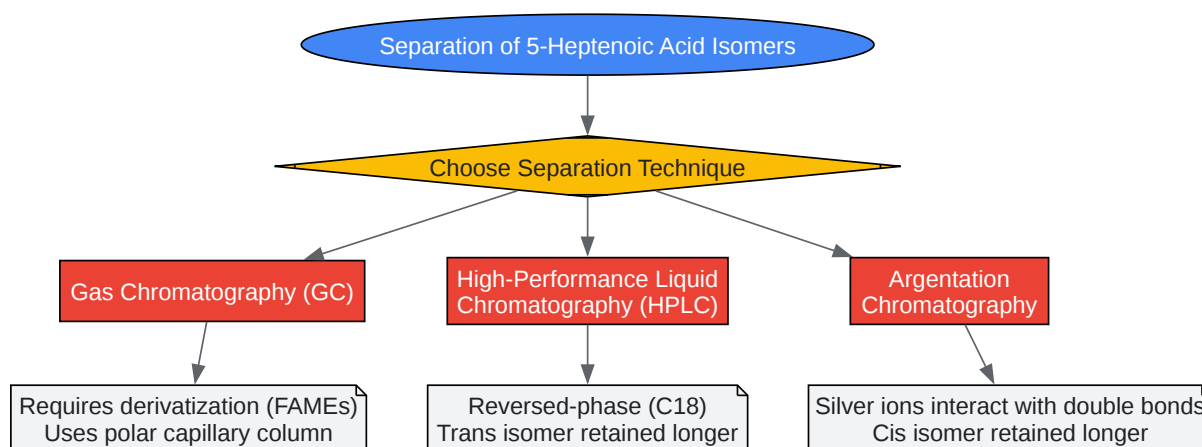 Separation of 5-Heptenoic Acid Isomers
Choose Separation Technique
Gas Chromatography (GC)
High-Performance Liquid
Chromatography (HPLC)
Argentation
Chromatography
Requires derivatization (FAMEs)
Uses polar capillary column
Reversed-phase (C18)
Trans isomer retained longer
Silver ions interact with double bonds
Cis isomer retained longer